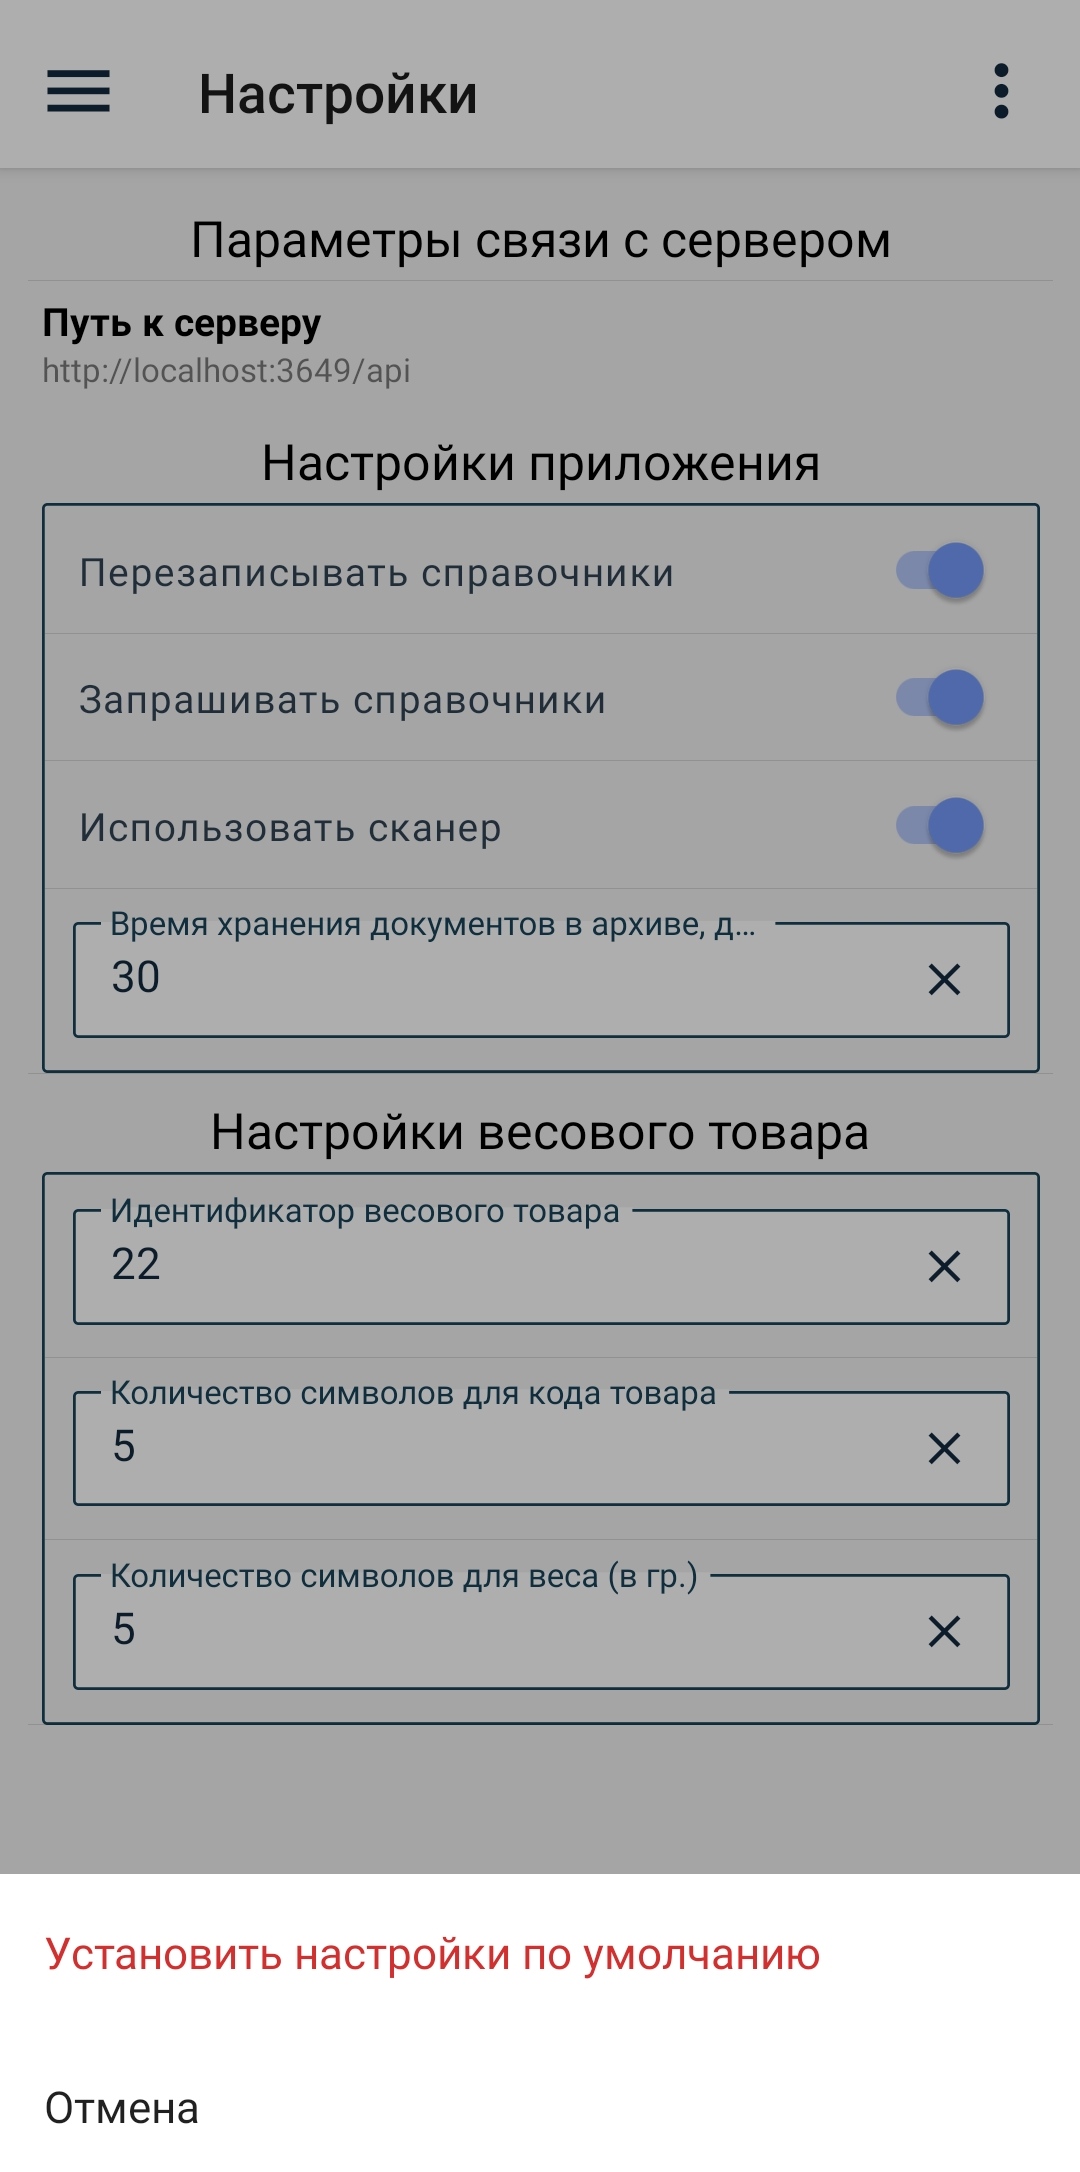 Настройки
Параметры связи с сервером
Путь к серверу
http://localhost:3649/api
Настройки приложения
Перезаписывать справочники
Запрашивать справочники
Использовать сканер
Время хранения документов в архиве, д...
30
Настройки весового товара
Идентификатор весового товара
22
Количество символов для кода товара
5
Количество символов для веса (в гр.)
5
Установить настройки по умолчанию
Отмена